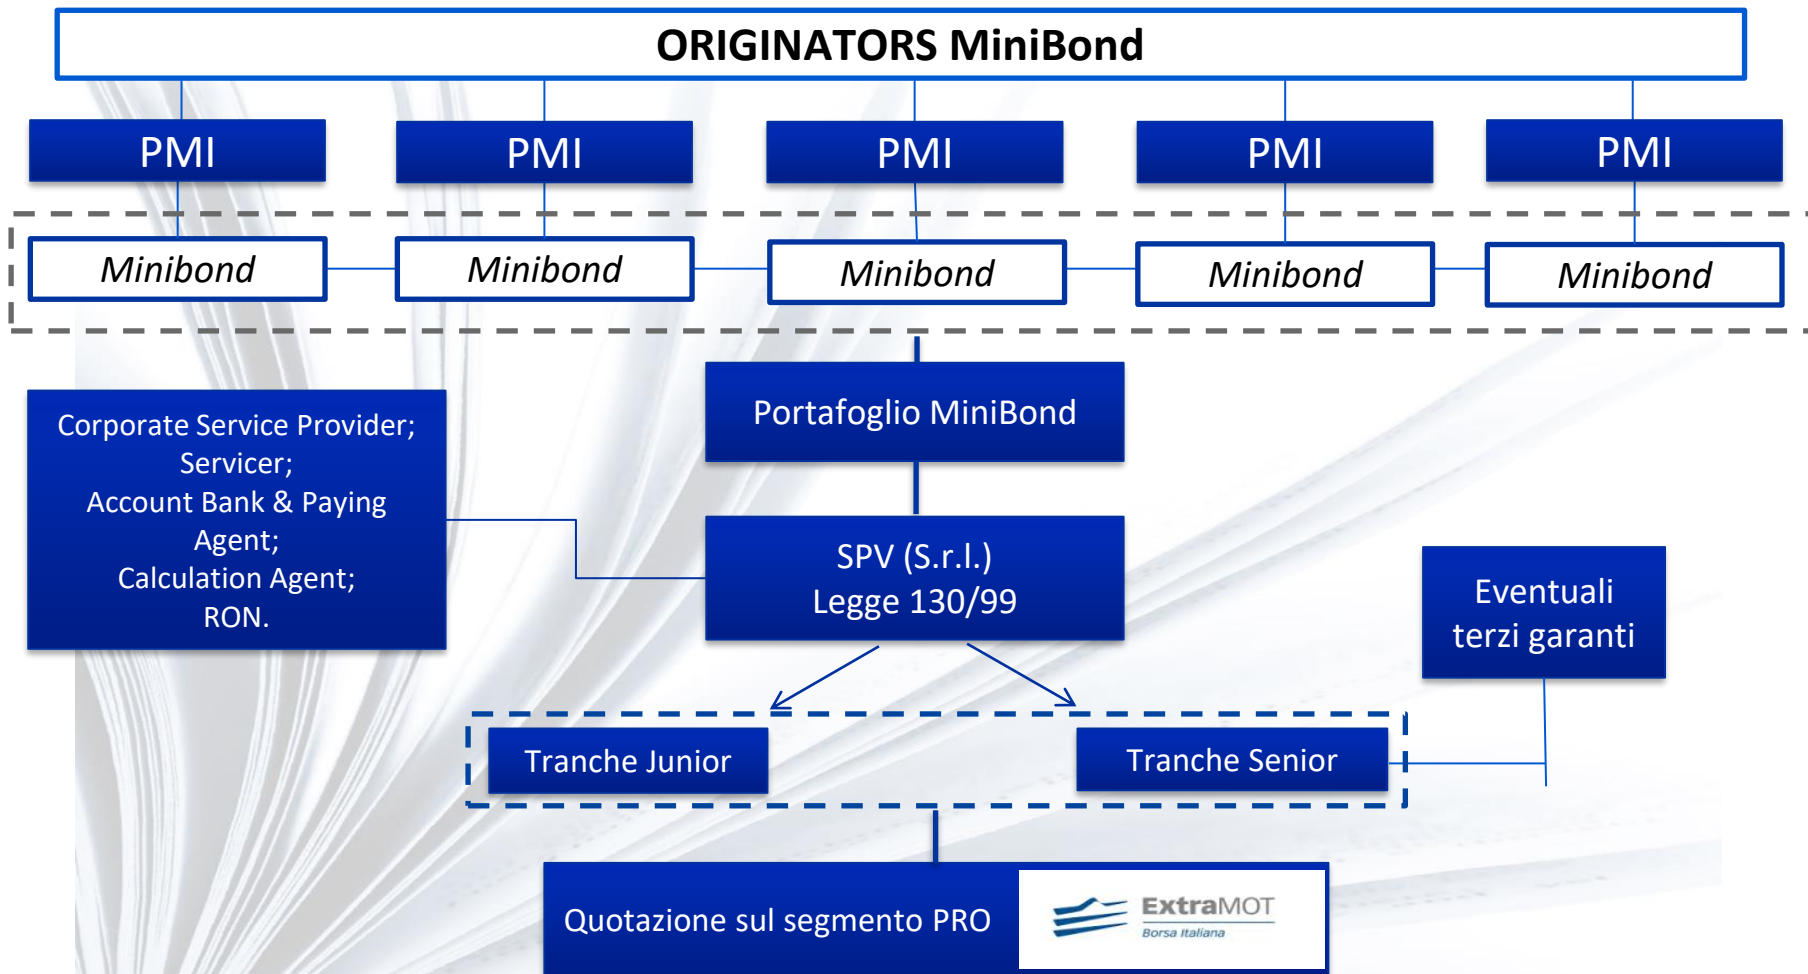 ORIGINATORS MiniBond
PMI
PMI
PMI
PMI
PMI
Minibond
Minibond
Minibond
Minibond
Minibond
Portafoglio MiniBond
Corporate Service Provider;
Servicer;
Account Bank & Paying
Agent;
Calculation Agent;
RON.
SPV (S.r.l.)
Legge 130/99
Eventuali
terzi garanti
Tranche Junior
Tranche Senior
Quotazione sul segmento PRO
ExtraMOT
Borsa Italiana